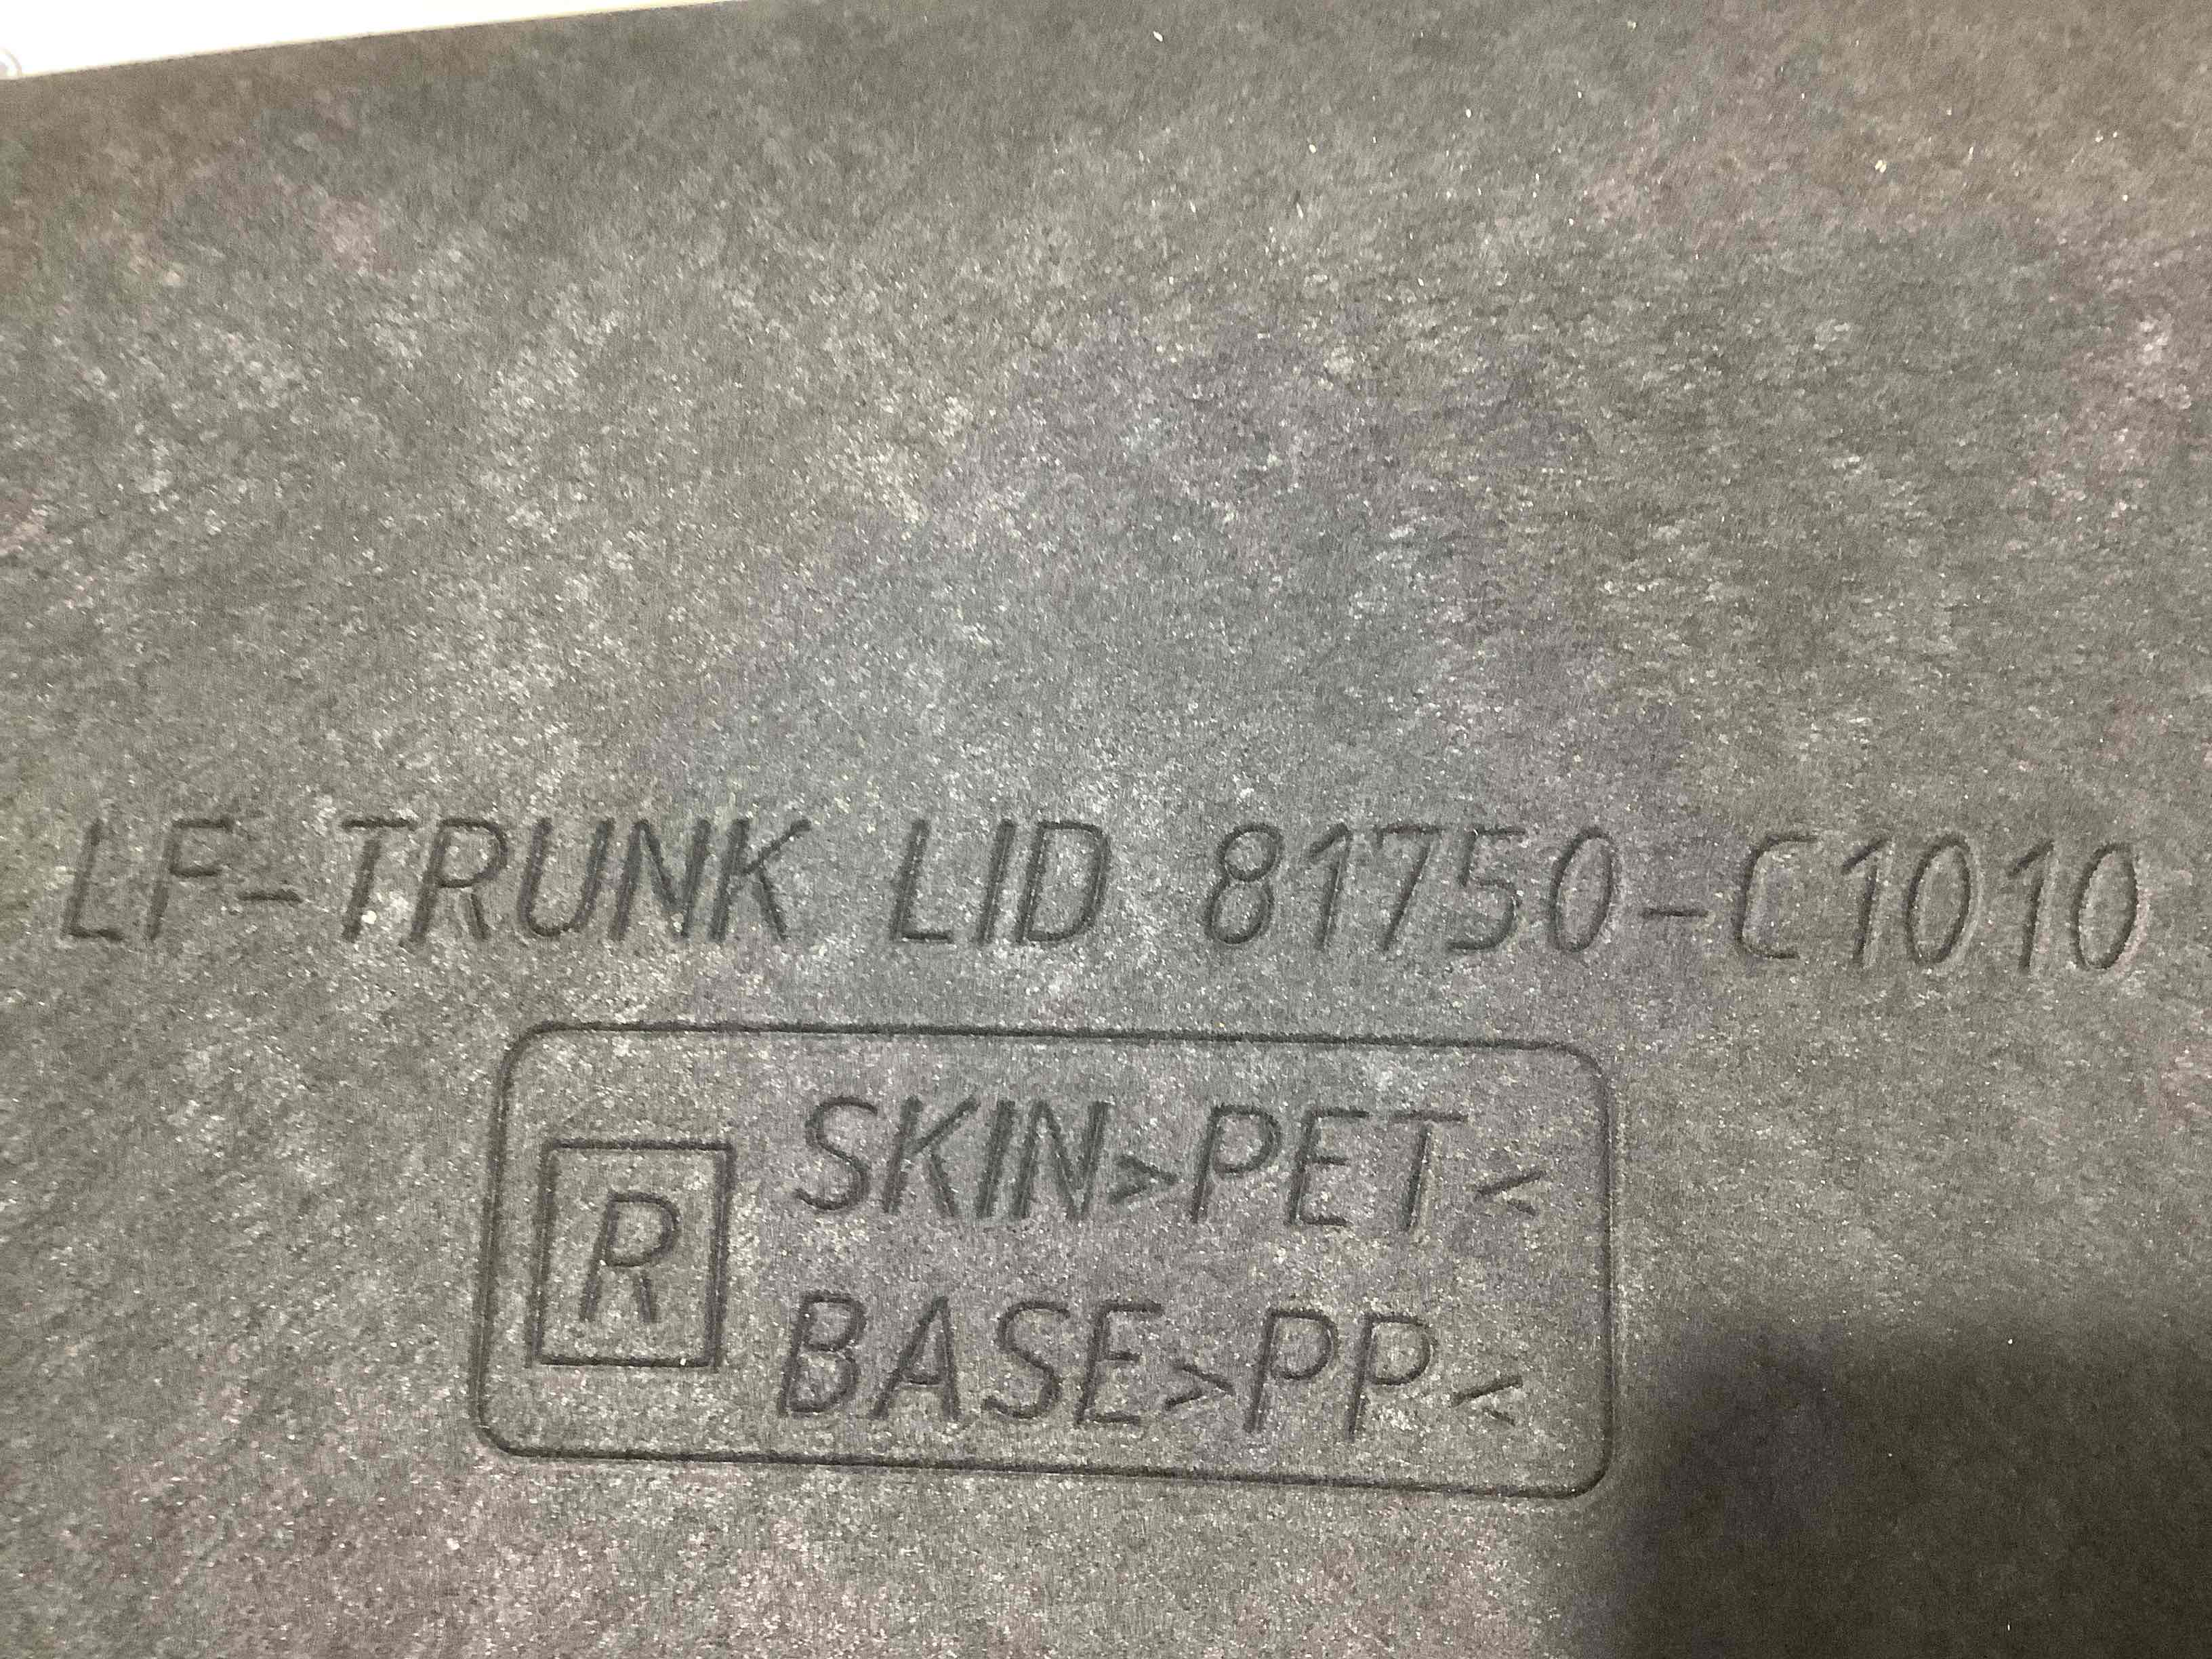 LF-TRUNK LID 81750-C1010
R
SKIN>PET<
BASE>PP<